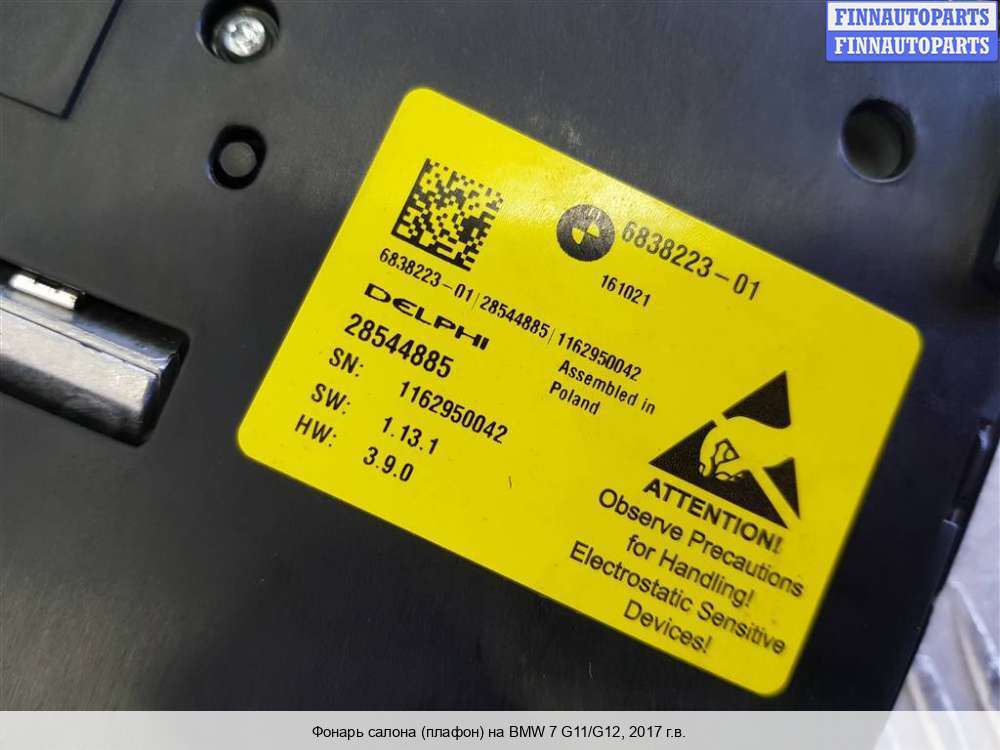 FINNAUTOPARTS
FINNAUTOPARTS
6838223-01
161021
6838223-01|28544885|1162950042
DELPHI
28544885
Assembled in
Poland
SN: 1162950042
SW: 1.13.1
HW: 3.9.0
ATTENTION!
Observe Precautions
for Handling!
Electrostatic Sensitive
Devices!
Фонарь салона (плафон) на BMW 7 G11/G12, 2017 г.в.